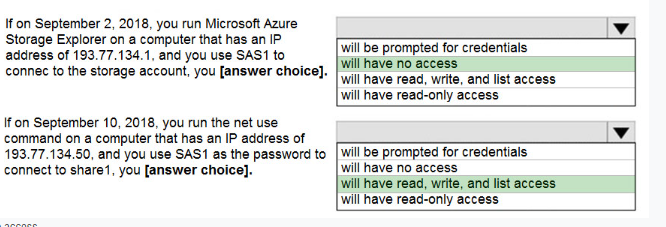 If on September 2, 2018, you run Microsoft Azure
Storage Explorer on a computer that has an IP
address of 193.77.134.1, and you use SAS1 to
connec to the storage account, you [answer choice].
will be prompted for credentials
will have no access
will have read, write, and list access
will have read-only access
If on September 10, 2018, you run the net use
command on a computer that has an IP address of
193.77.134.50, and you use SAS1 as the password to
connect to share1, you [answer choice].
will be prompted for credentials
will have no access
will have read, write, and list access
will have read-only access
access